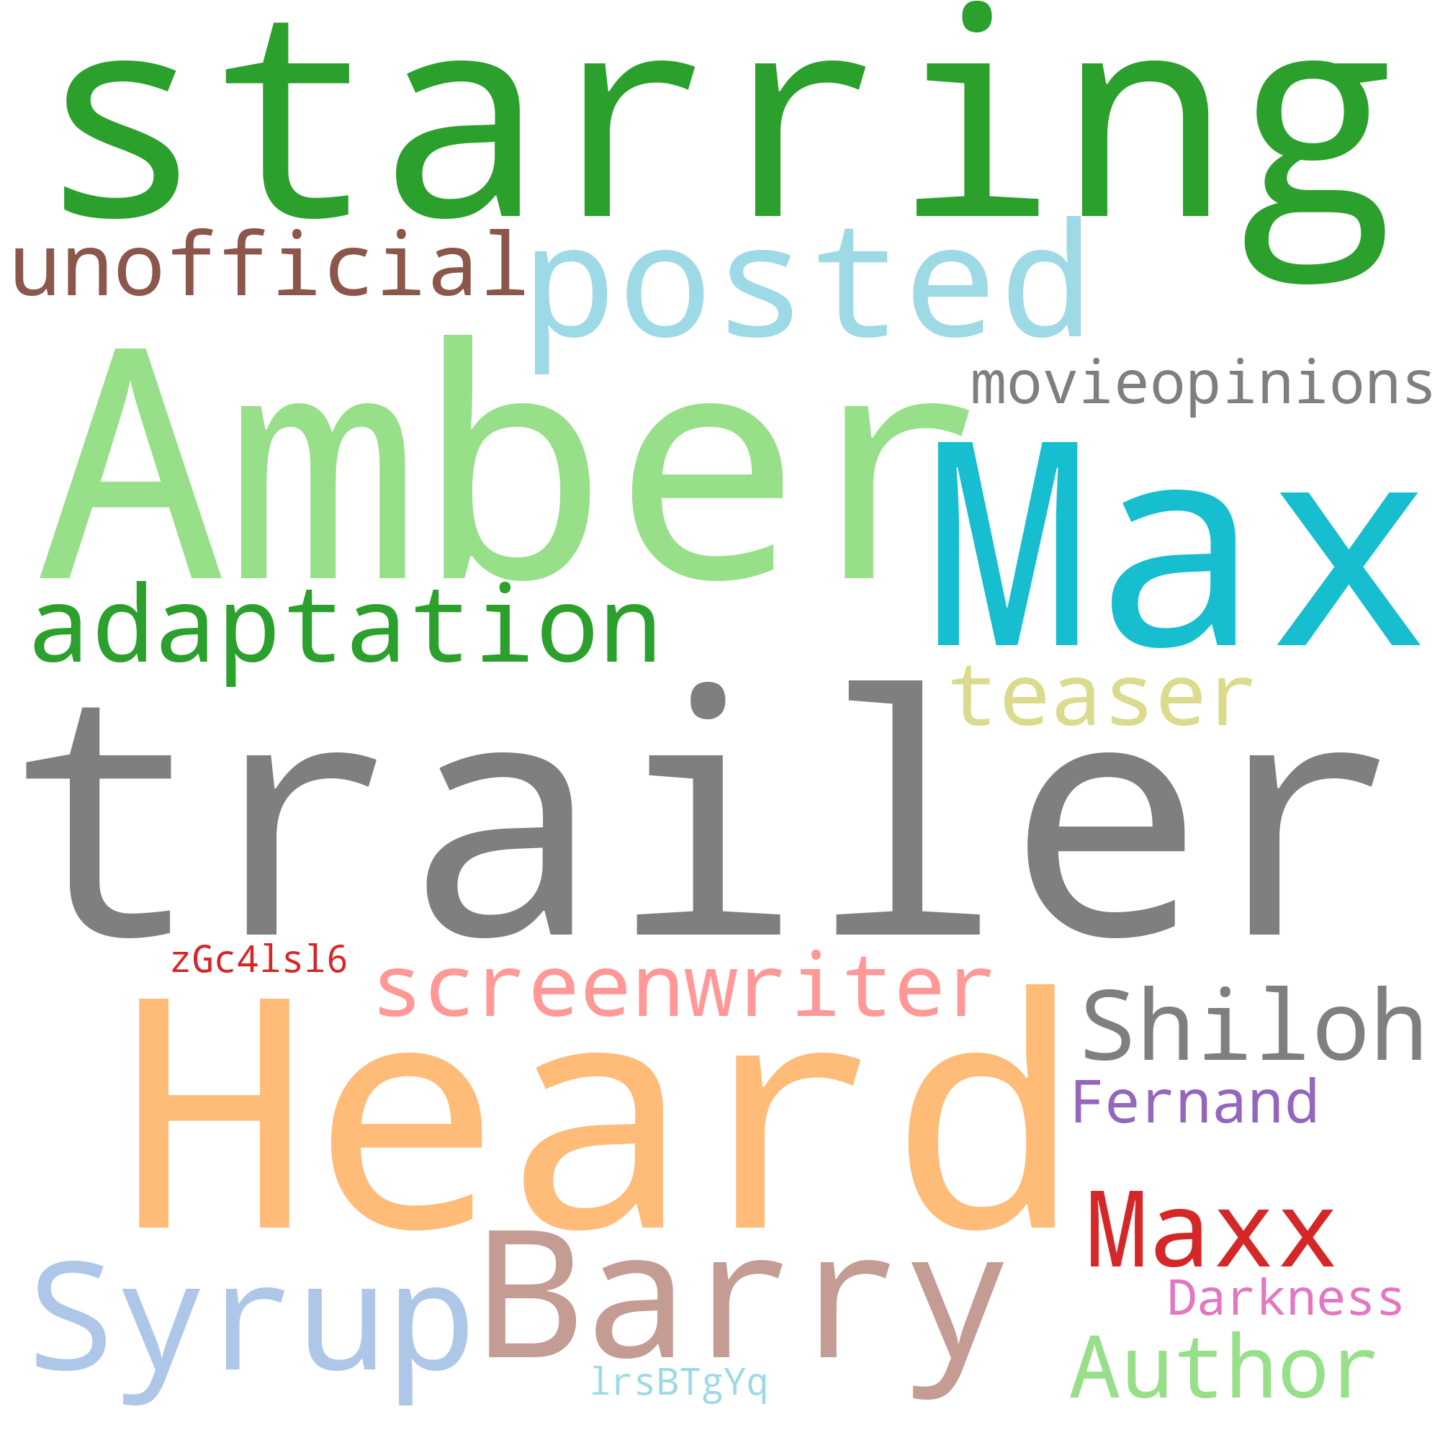 starring
unofficial
posted
movieopinions
Amber
Max
adaptation
teaser
trailer
zGc4lsl6
screenwriter
Shiloh
Heard
Fernand
Maxx
Syrup
Barry
Darkness
Author
lrsBTgYq